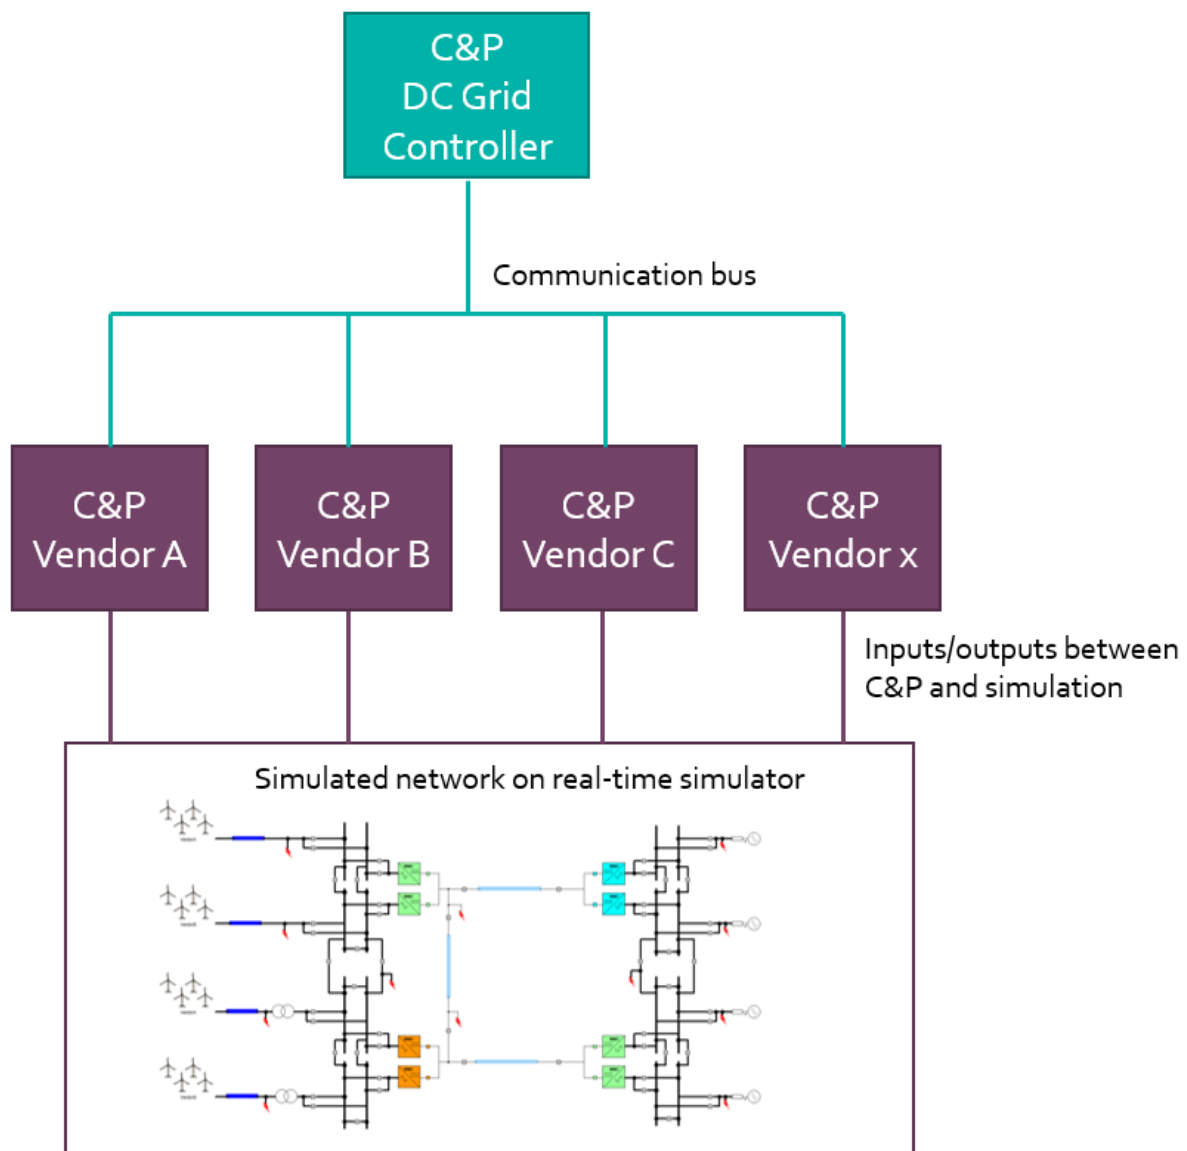 C&P
DC Grid
Controller
Communication bus
C&P
Vendor A
C&P
Vendor B
C&P
Vendor C
C&P
Vendor x
Inputs/outputs between
C&P and simulation
Simulated network on real-time simulator